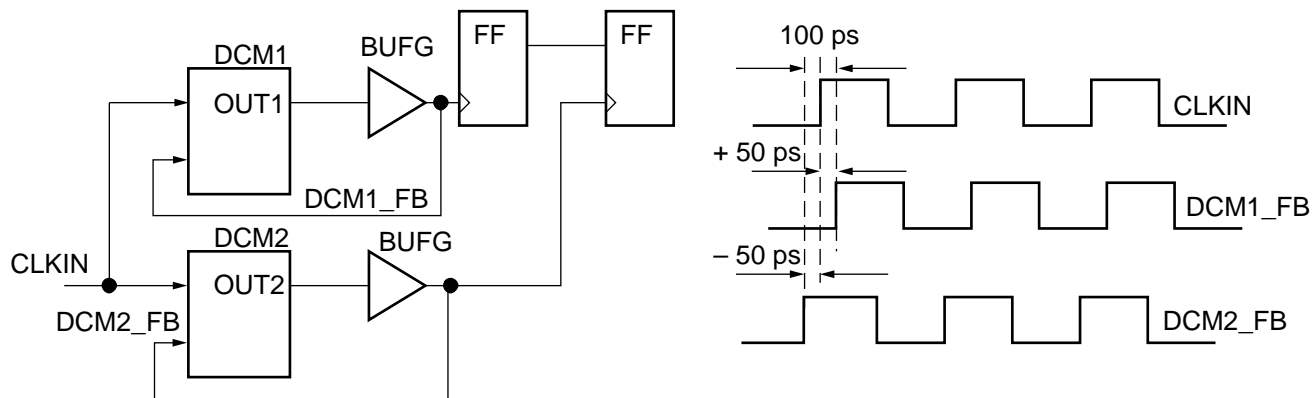 DCM1
OUT1
BUFG
FF
FF
DCM1_FB
CLKIN
DCM2
OUT2
BUFG
DCM2_FB
100 ps
CLKIN
+ 50 ps
DCM1_FB
– 50 ps
DCM2_FB